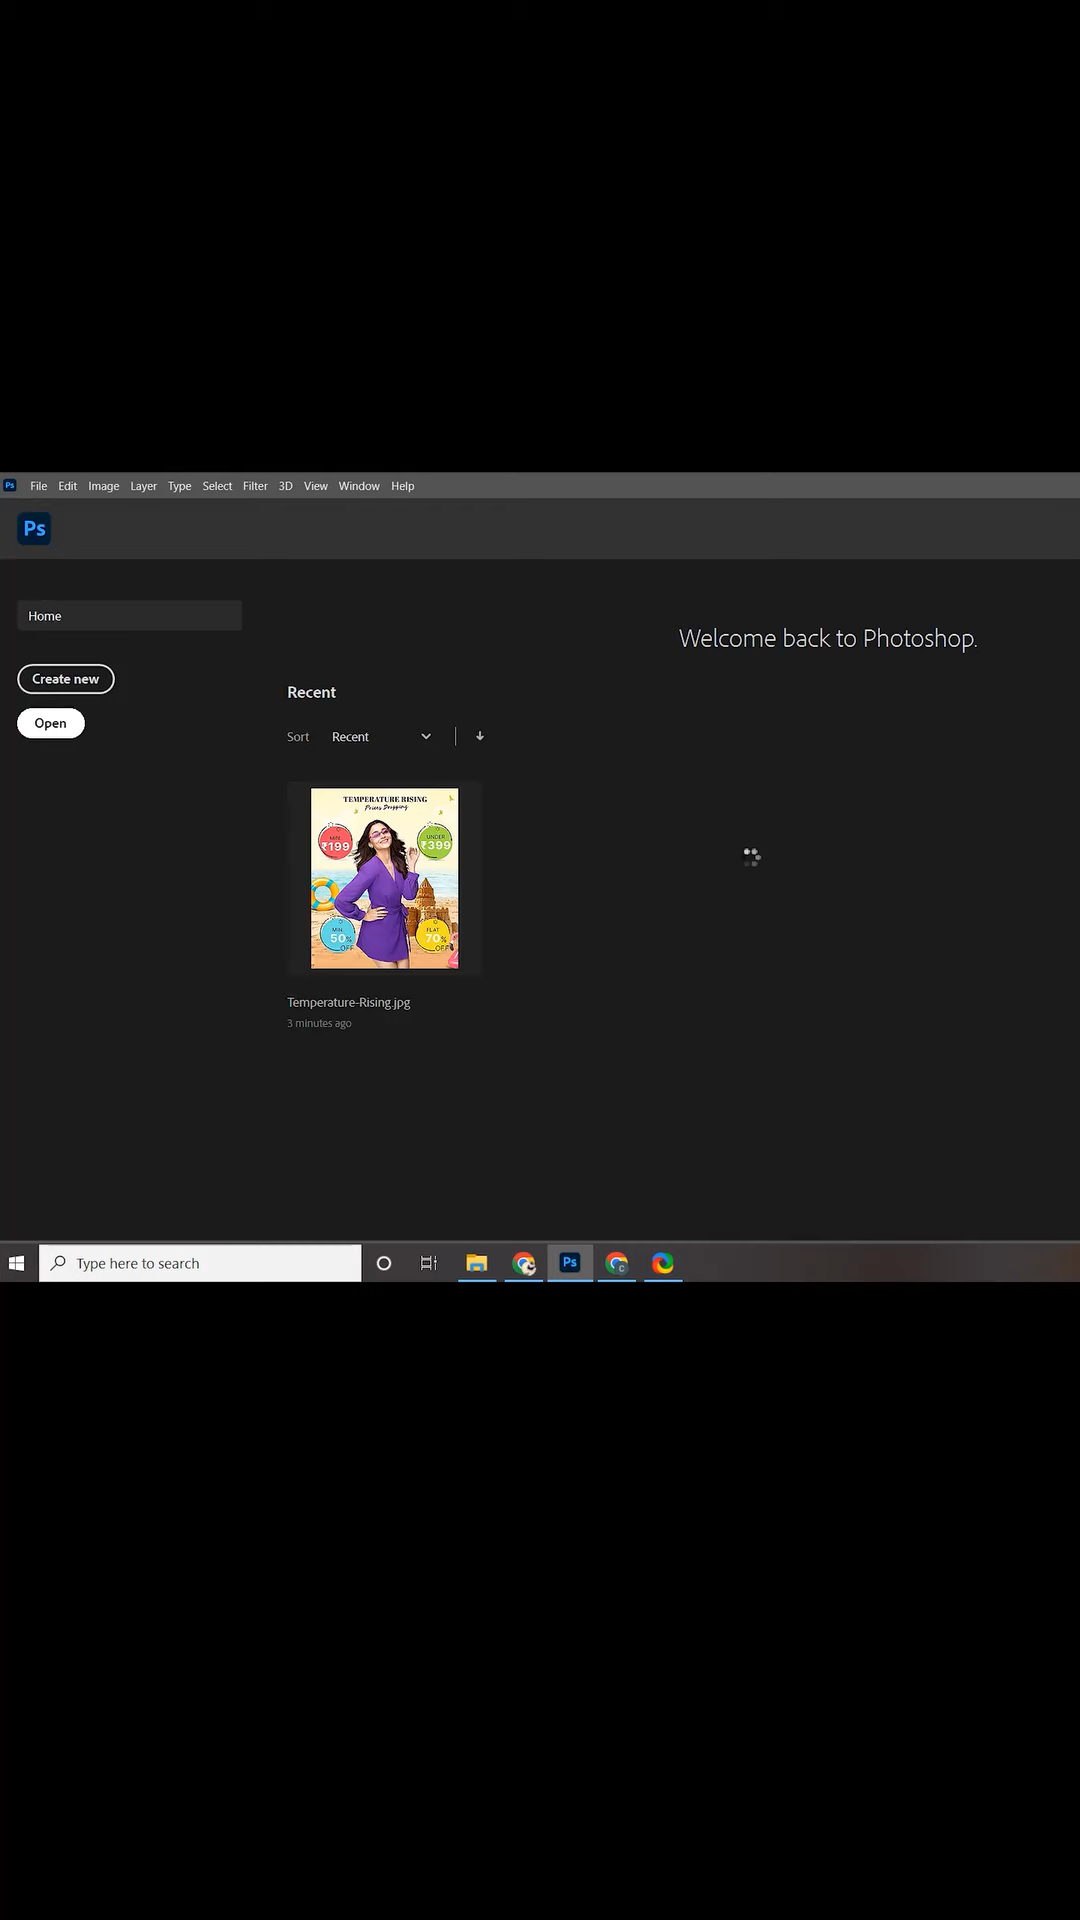 Ps File Edit Image Layer Type Select Filter 3D View Window Help
Ps
Home
Welcome back to Photoshop.
Create new
Recent
Open
Sort Recent
TEMPERATURE RISING
Prices Dropping
₹199
UNDER
₹399
MIN.
50%
OFF
FLAT
70%
OFF
Temperature-Rising.jpg
3 minutes ago
Type here to search
Ps
C